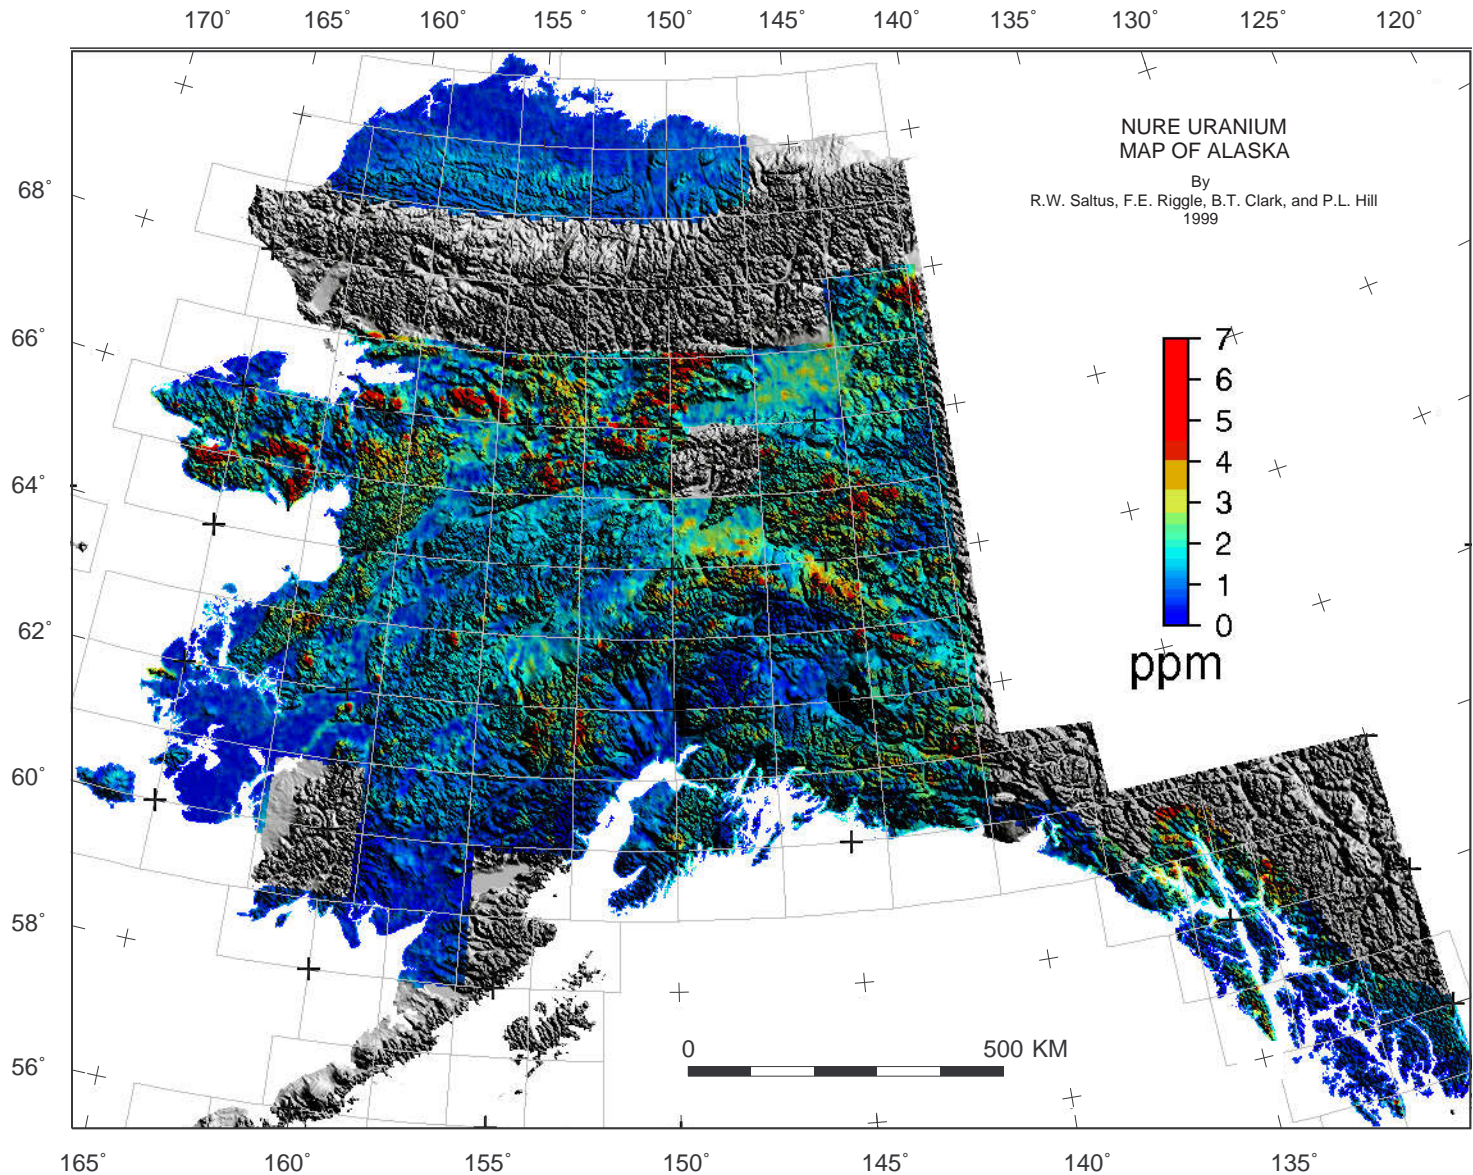 170˚ 165˚ 160˚ 155˚ 150˚ 145˚ 140˚ 135˚ 130˚ 125˚ 120˚
NURE URANIUM
MAP OF ALASKA
By
R.W. Saltus, F.E. Riggle, B.T. Clark, and P.L. Hill
1999
68˚
66˚
64˚
62˚
60˚
58˚
56˚
7
6
5
4
3
2
1
0
ppm
0 500 KM
165˚ 160˚ 155˚ 150˚ 145˚ 140˚ 135˚